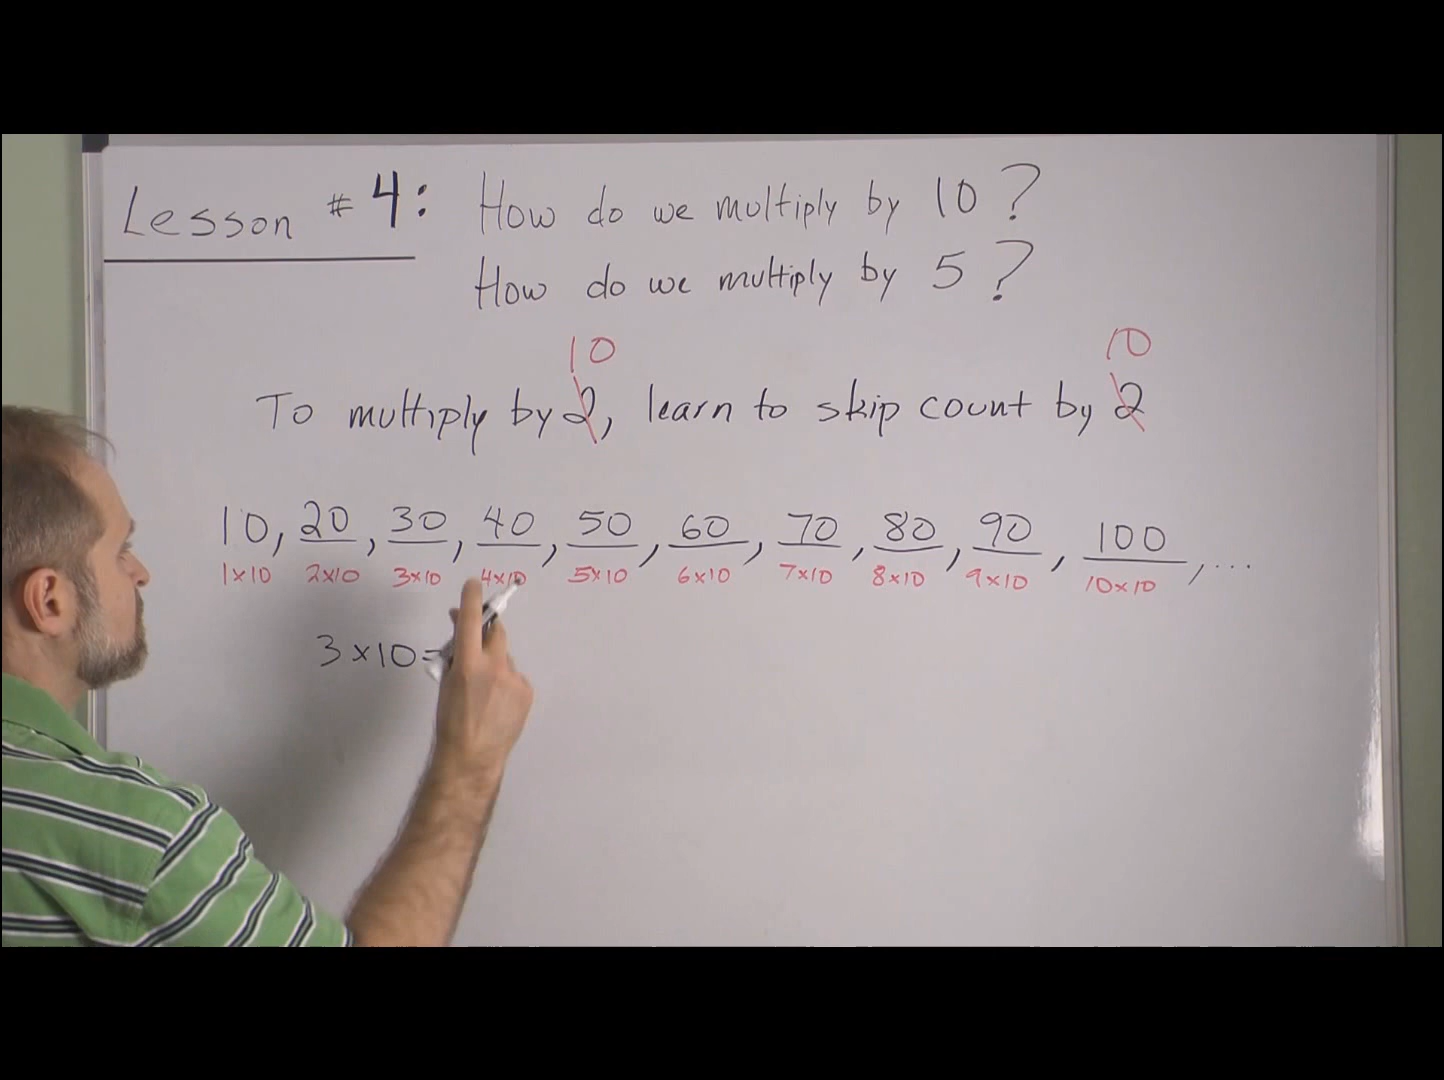 Lesson # 4: How do we multiply by 10 ?
How do we multiply by 5 ?
10 10
To multiply by 2, learn to skip count by 2
10, 20, 30, 40, 50, 60, 70, 80, 90, 100, ...
1x10 2x10 3x10 4x10 5x10 6x10 7x10 8x10 9x10 10x10
3x10=